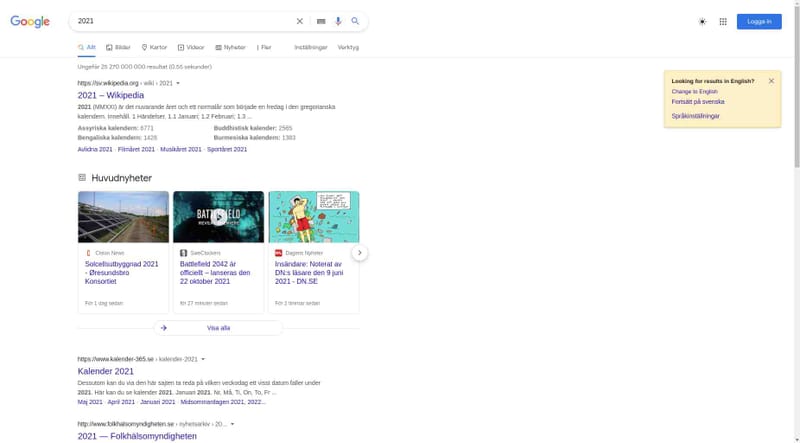 Google
2021
Logga in
Allt
Bilder
Kartor
Videor
Nyheter
Fler
Inställningar
Verktyg
Ungefär 25 270 000 000 resultat (0,55 sekunder)
Looking for results in English?
Change to English
Fortsätt på svenska
Språkinställningar
https://sv.wikipedia.org › wiki › 2021
2021 – Wikipedia
2021 (MMXXI) är det nuvarande året och ett normalår som började en fredag i den gregorianska
kalendern. Innehåll. 1 Händelser. 1.1 Januari; 1.2 Februari; 1.3 ...
Assyriska kalendern: 6771
Buddhistisk kalender: 2565
Bengaliska kalendern: 1428
Burmesiska kalendern: 1383
Avlidna 2021 · Filmåret 2021 · Musikåret 2021 · Sportåret 2021
Huvudnyheter
BATTLEFIELD
Cision News
Solcellsutbyggnad 2021
- Øresundsbro
Konsortiet
För 1 dag sedan
SweClockers
Battlefield 2042 är
officiellt – lanseras den
22 oktober 2021
För 27 minuter sedan
Dagens Nyheter
Insändare: Noterat av
DN:s läsare den 9 juni
2021 - DN.SE
För 2 timmar sedan
Visa alla
https://www.kalender-365.se › kalender-2021
Kalender 2021
Dessutom kan du via den här sajten ta reda på vilken veckodag ett visst datum faller under
2021. Här kan du se kalender 2021. Januari 2021. Nr, Må, Ti, On, To, Fr ...
Maj 2021 · April 2021 · Januari 2021 · Midsommardagen 2021, 2022...
http://www.folkhalsomyndigheten.se › nyhetsarkiv › 20...
2021 — Folkhälsomyndigheten